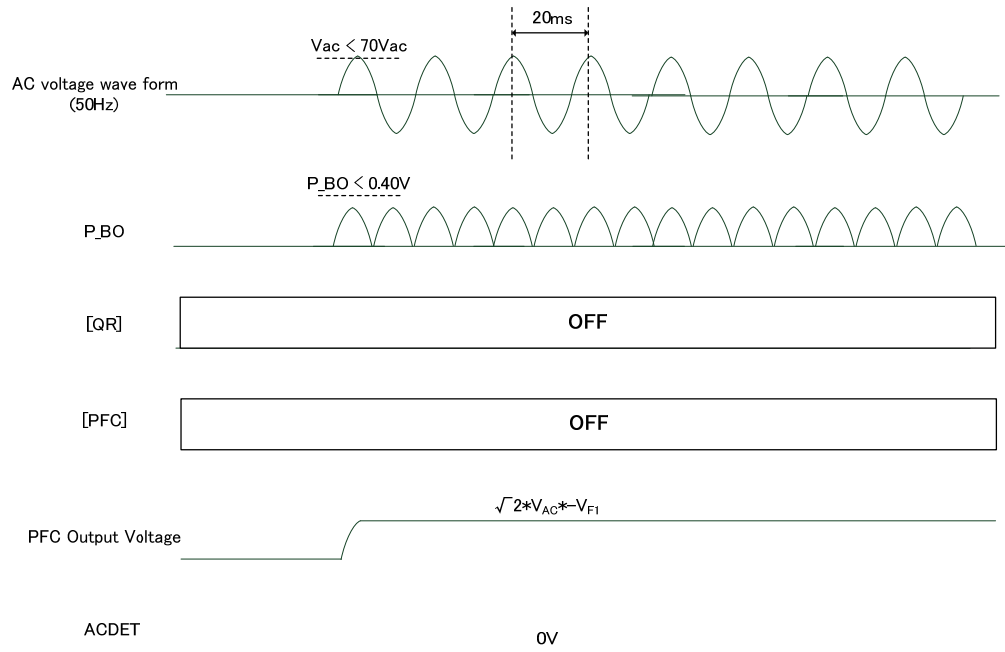 20ms
Vac < 70Vac
AC voltage wave form
(50Hz)
P_BO < 0.40V
P_BO
[QR]
OFF
[PFC]
OFF
√2*VAC*-VF1
PFC Output Voltage
ACDET
0V